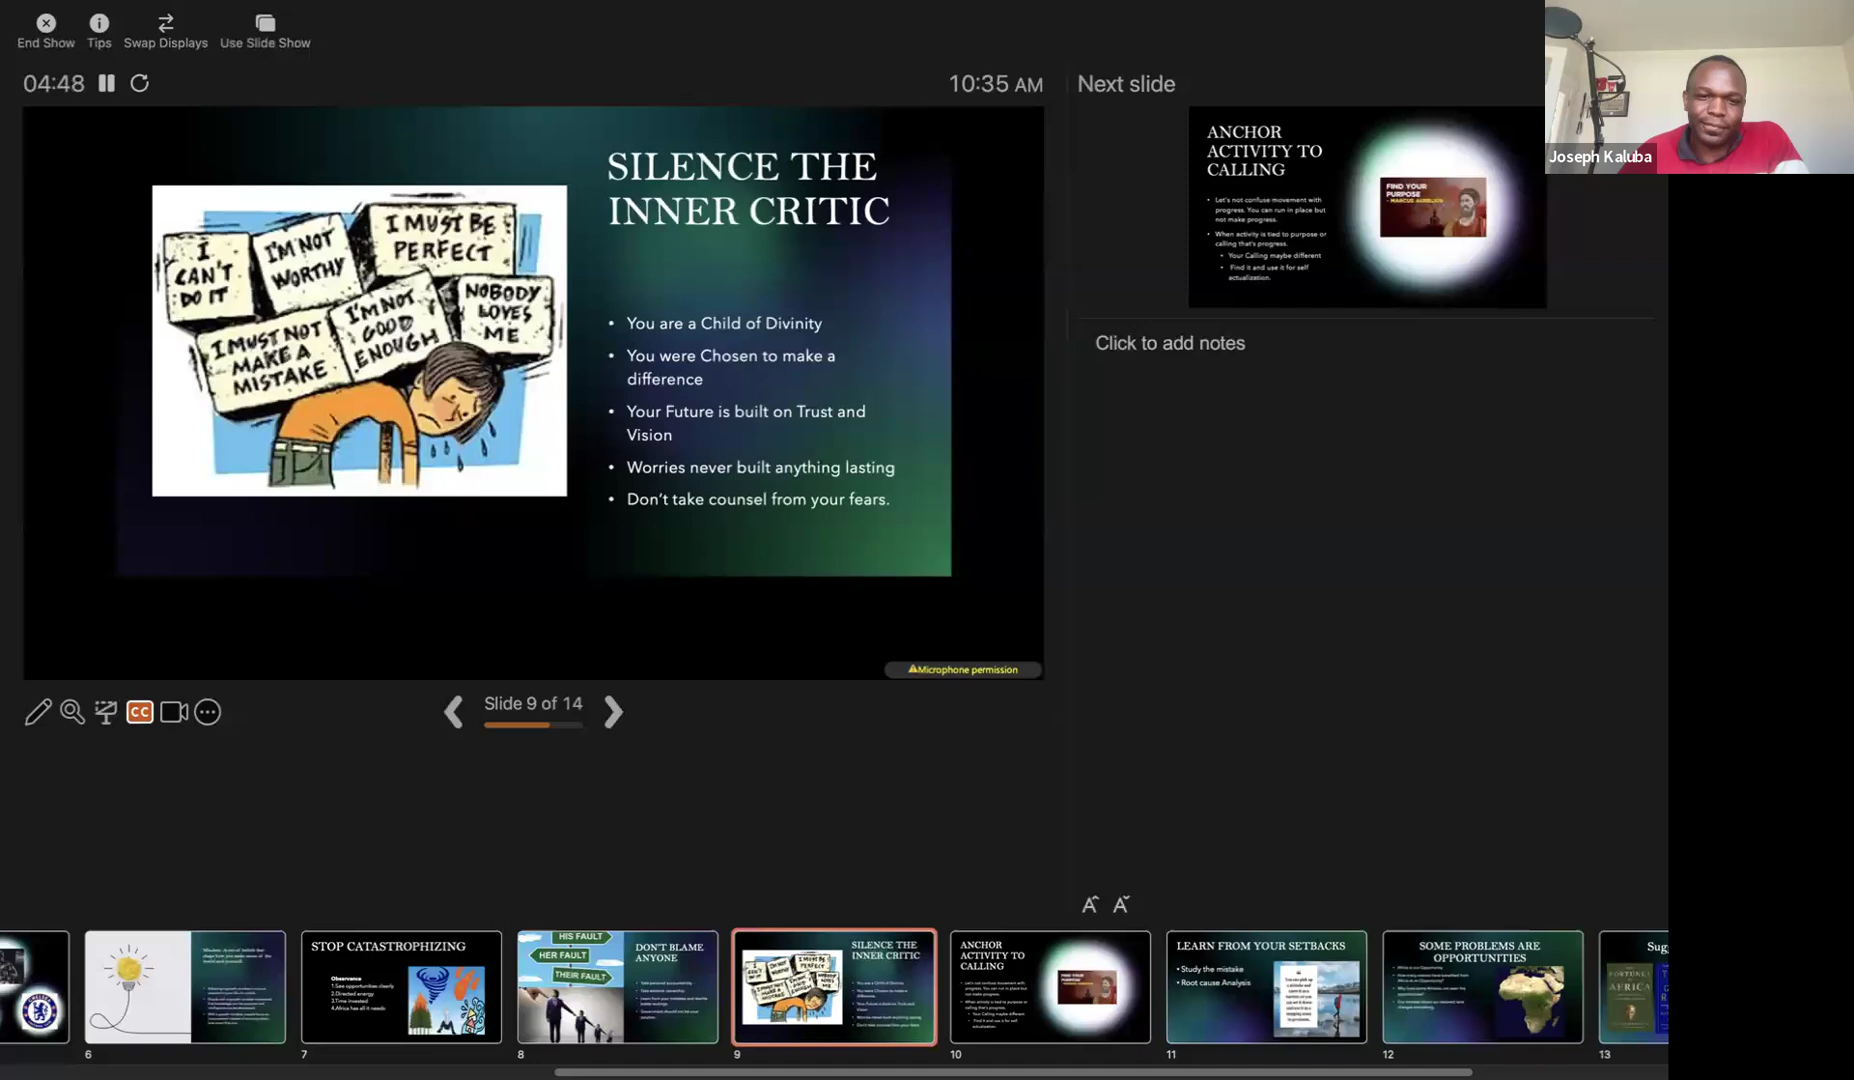 End Show
Tips
Swap Displays
Use Slide Show
04:48
10:35 AM
Next slide
SILENCE THE
INNER CRITIC
I
CAN'T
DO IT
I'M NOT
WORTHY
I MUST BE
PERFECT
I MUST NOT
MAKE A
MISTAKE
I'M NOT
GOOD
ENOUGH
NOBODY
LOVES
ME
• You are a Child of Divinity
• You were Chosen to make a
difference
• Your Future is built on Trust and
Vision
• Worries never built anything lasting
• Don't take counsel from your fears.
Microphone permission
ANCHOR
ACTIVITY TO
CALLING
• Let's not confuse movement with
progress. You can run in place but
not make progress.
• When activity is tied to purpose or
calling that's progress.
• Your Calling maybe different
• Find it and use it for self
actualization.
FIND YOUR
PURPOSE
- MARCUS AURELIUS
Joseph Kaluba
Click to add notes
CC
Slide 9 of 14
STOP CATASTROPHIZING
Observance
1.See opportunities clearly
2.Directed energy
3.Time invested
4.Africa has all it needs
HIS FAULT
HER FAULT
THEIR FAULT
DON'T BLAME
ANYONE
SILENCE THE
INNER CRITIC
ANCHOR
ACTIVITY TO
CALLING
LEARN FROM YOUR SETBACKS
• Study the mistake
• Root cause Analysis
SOME PROBLEMS ARE
OPPORTUNITIES
AFRICA
6
7
8
9
10
11
12
13